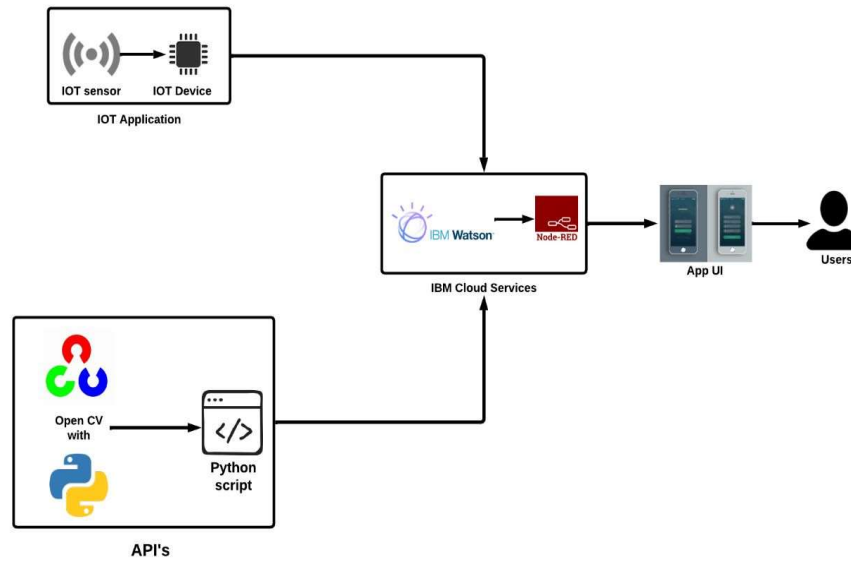 IOT sensor
IOT Device
IOT Application
IBM Watson
Node-RED
IBM Cloud Services
App UI
Users
Open CV
with
</>
Python
script
API's